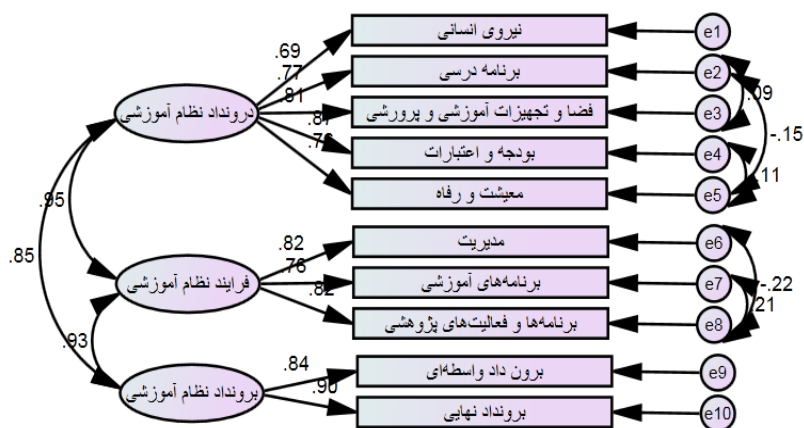 نیروی انسانی
e1
.69
.77
برنامه درسی
e2
.81
.09
درونداد نظام آموزشی
فضا و تجهیزات آموزشی و پرورشی
e3
.87
-.15
بودجه و اعتبارات
e4
.76
معیشت و رفاه
e5
11
.95
.85
.82
مدیریت
e6
.76
فرایند نظام آموزشی
برنامه‌های آموزشی
e7
-.22
.82
21
برنامه‌ها و فعالیت‌های پژوهشی
e8
.93
.84
برون داد واسطه‌ای
e9
برونداد نظام آموزشی
.90
برونداد نهایی
e10